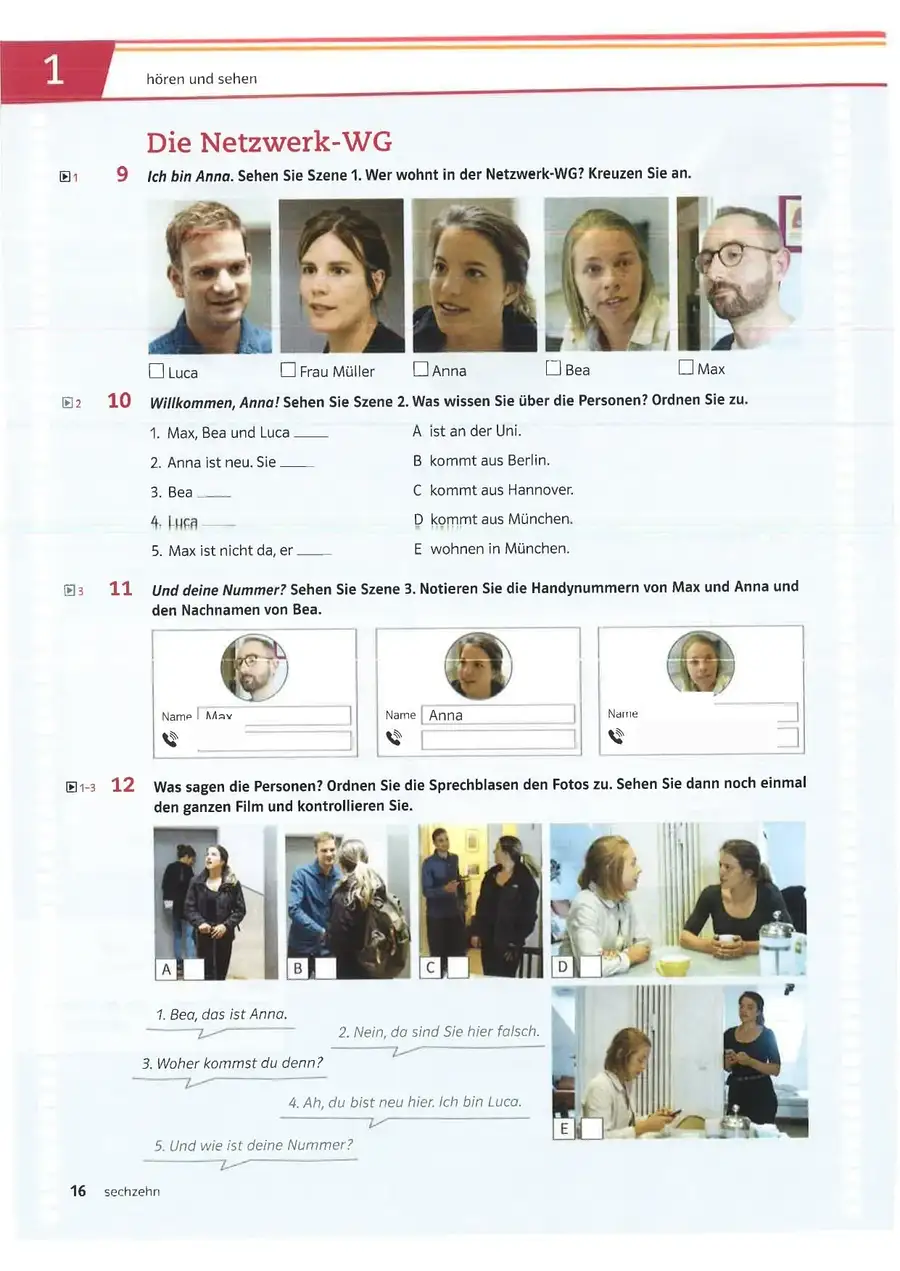 1
hören und sehen
Die Netzwerk-WG
1 9 Ich bin Anna. Sehen Sie Szene 1. Wer wohnt in der Netzwerk-WG? Kreuzen Sie an.
Luca Frau Müller Anna Bea Max
2 10 Willkommen, Anna! Sehen Sie Szene 2. Was wissen Sie über die Personen? Ordnen Sie zu.
1. Max, Bea und Luca ____ A ist an der Uni.
2. Anna ist neu. Sie ____ B kommt aus Berlin.
3. Bea ____ C kommt aus Hannover.
4. Luca ____ D kommt aus München.
5. Max ist nicht da, er ____ E wohnen in München.
3 11 Und deine Nummer? Sehen Sie Szene 3. Notieren Sie die Handynummern von Max und Anna und
den Nachnamen von Bea.
Name Max Name Anna Name
1–3 12 Was sagen die Personen? Ordnen Sie die Sprechblasen den Fotos zu. Sehen Sie dann noch einmal
den ganzen Film und kontrollieren Sie.
A B C D
1. Bea, das ist Anna.
2. Nein, da sind Sie hier falsch.
3. Woher kommst du denn?
4. Ah, du bist neu hier. Ich bin Luca.
E
5. Und wie ist deine Nummer?
16 sechzehn